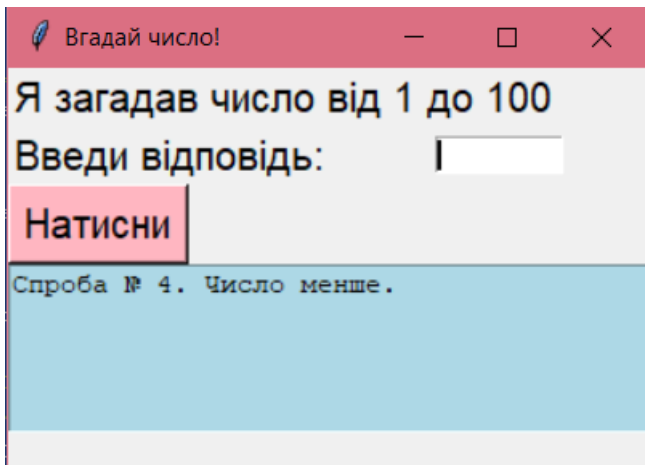 Вгадай число!
Я загадав число від 1 до 100
Введи відповідь:
Натисни
Спроба № 4. Число менше.